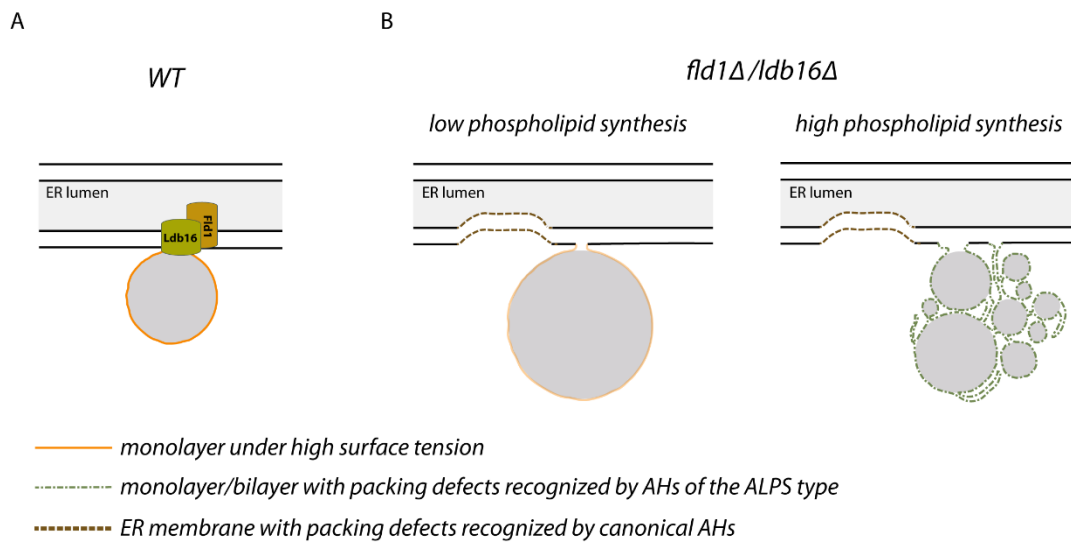 A
B
WT
fld1Δ/ldb16Δ
low phospholipid synthesis
high phospholipid synthesis
ER lumen
Ldb16
Fld1
ER lumen
ER lumen
monolayer under high surface tension
monolayer/bilayer with packing defects recognized by AHs of the ALPS type
ER membrane with packing defects recognized by canonical AHs